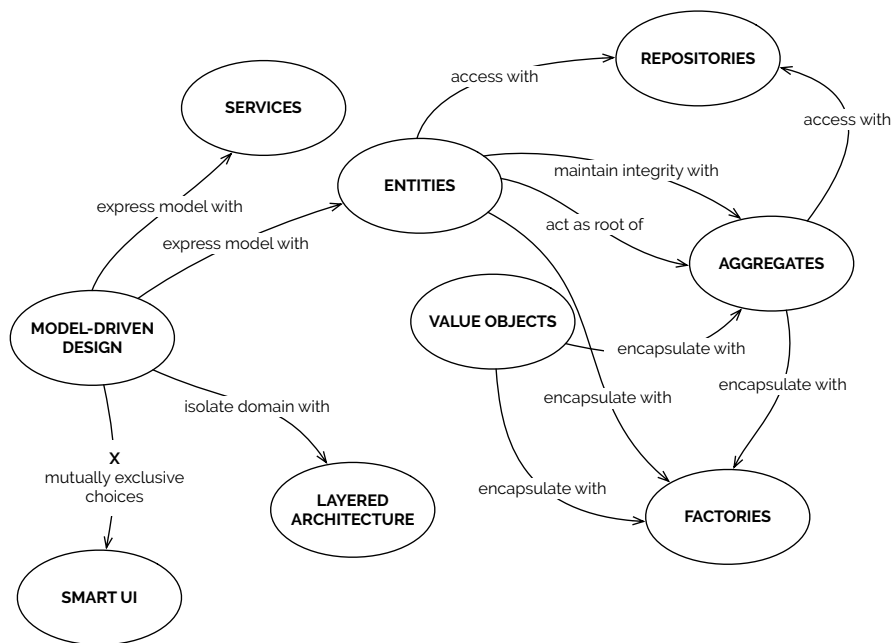 REPOSITORIES
access with
SERVICES
access with
maintain integrity with
ENTITIES
express model with
act as root of
express model with
AGGREGATES
VALUE OBJECTS
MODEL-DRIVEN
DESIGN
encapsulate with
encapsulate with
encapsulate with
isolate domain with
X
mutually exclusive
choices
encapsulate with
LAYERED
ARCHITECTURE
FACTORIES
SMART UI